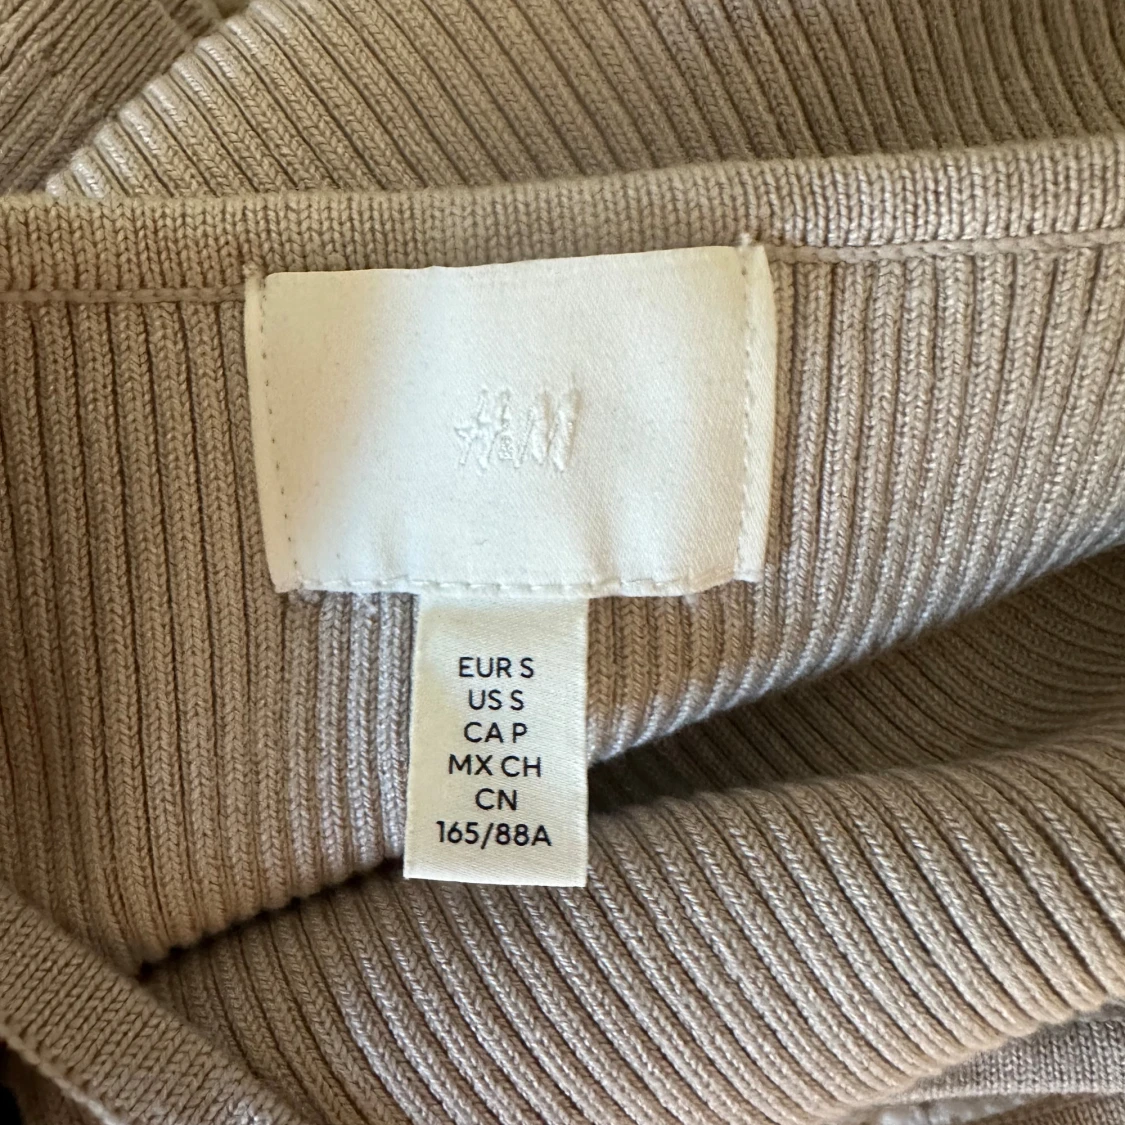 H&M
EUR S
US S
CA P
MX CH
CN
165/88A